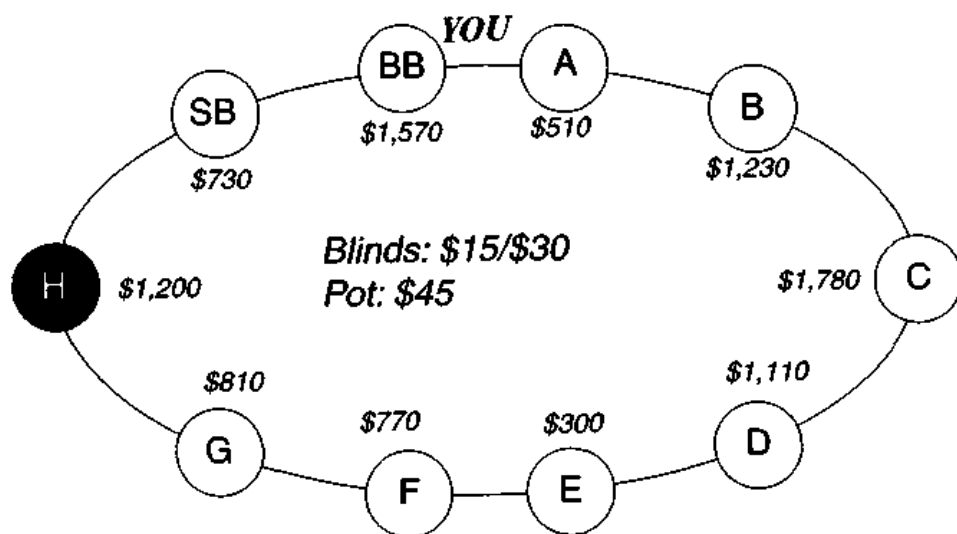 YOU
BB
A
SB
B
$1,570
$510
$730
$1,230
Blinds: $15/$30
H
$1,200
Pot: $45
$1,780
C
$810
$770
$300
$1,110
G
F
E
D